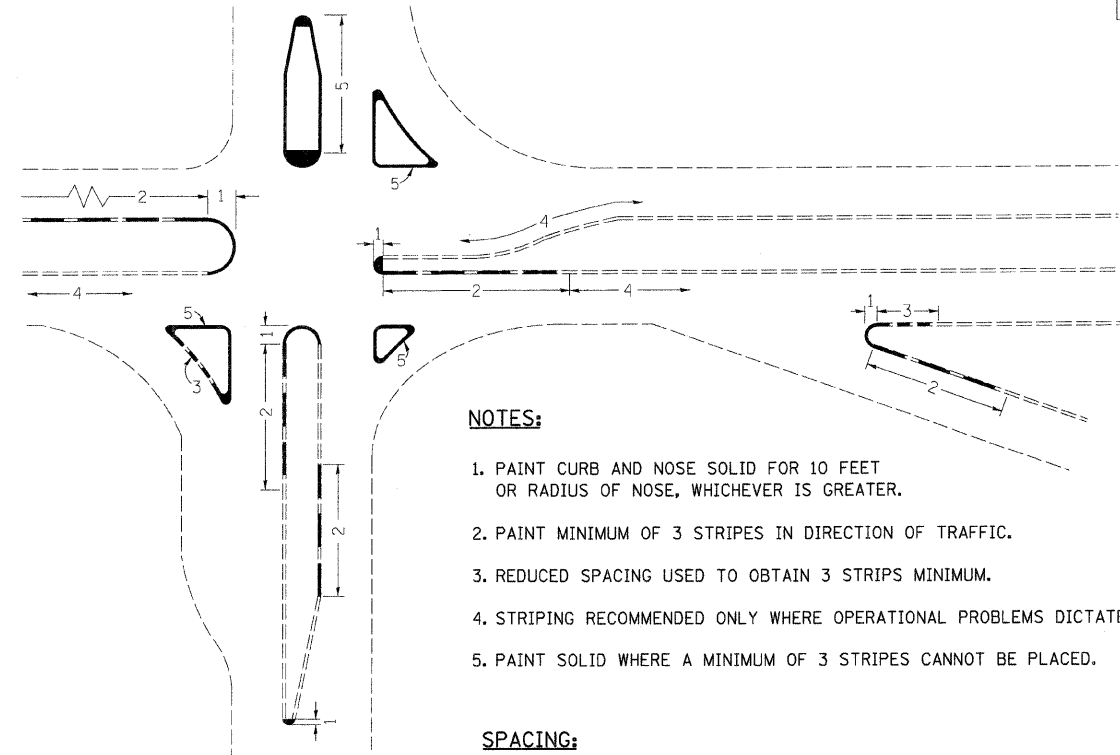 5
5
2 1
4
1
4
2 4
5
1
5
3
1 3
2
2
2
1
NOTES:
1. PAINT CURB AND NOSE SOLID FOR 10 FEET
OR RADIUS OF NOSE, WHICHEVER IS GREATER.
2. PAINT MINIMUM OF 3 STRIPES IN DIRECTION OF TRAFFIC.
3. REDUCED SPACING USED TO OBTAIN 3 STRIPS MINIMUM.
4. STRIPING RECOMMENDED ONLY WHERE OPERATIONAL PROBLEMS DICTATE
5. PAINT SOLID WHERE A MINIMUM OF 3 STRIPES CANNOT BE PLACED.
SPACING: